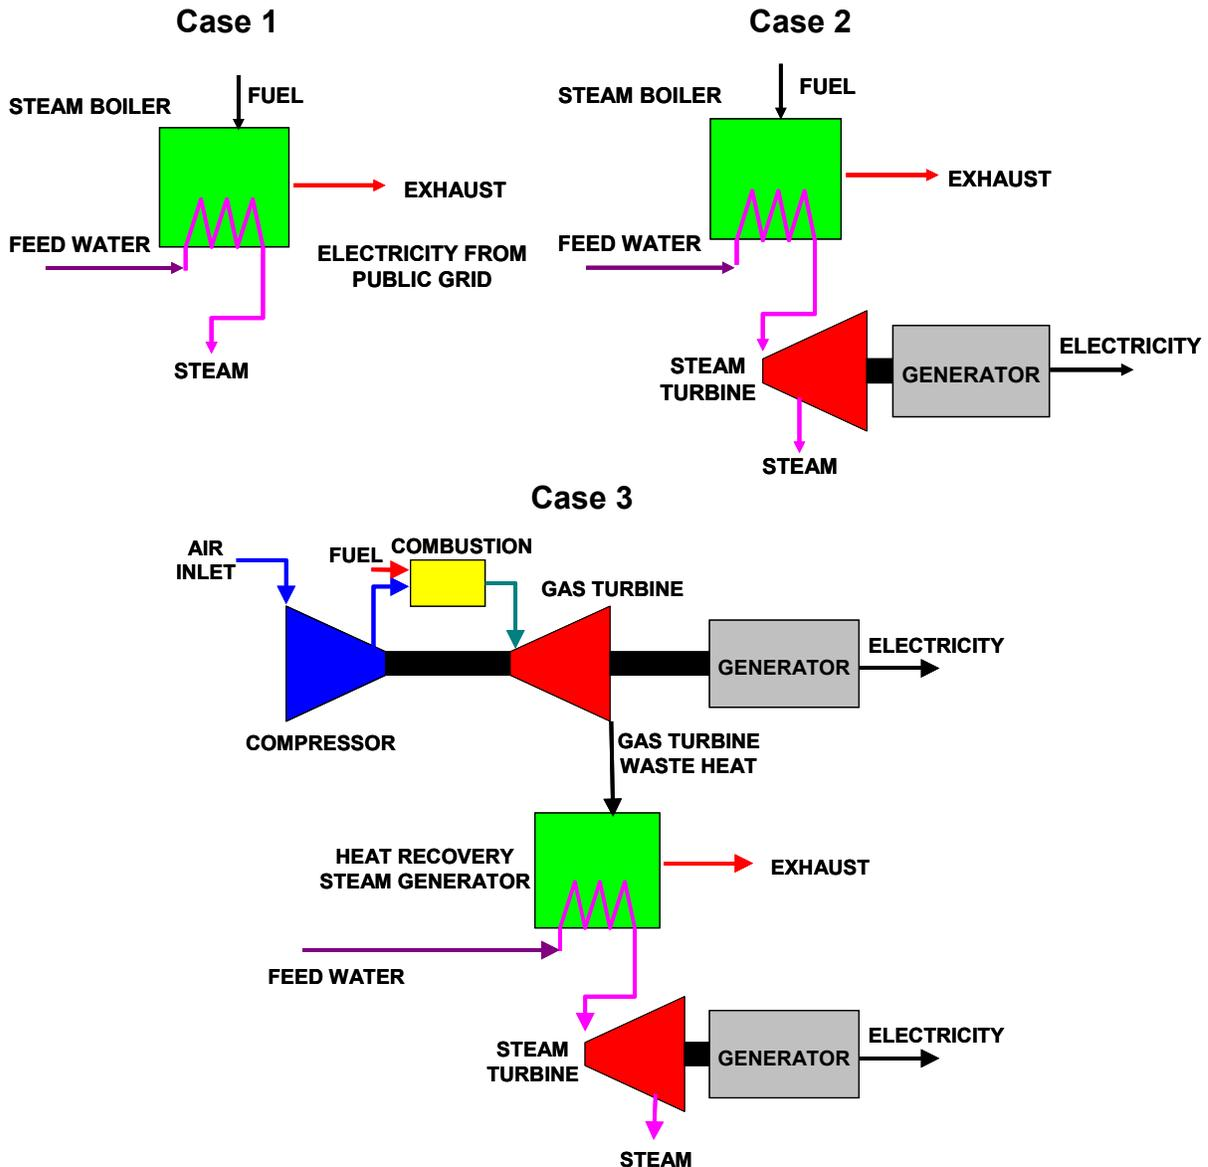 Case 1
FUEL
STEAM BOILER
EXHAUST
FEED WATER
ELECTRICITY FROM
PUBLIC GRID
STEAM
Case 2
FUEL
STEAM BOILER
EXHAUST
FEED WATER
ELECTRICITY
STEAM
TURBINE
GENERATOR
STEAM
Case 3
AIR
INLET
FUEL
COMBUSTION
GAS TURBINE
ELECTRICITY
GENERATOR
COMPRESSOR
GAS TURBINE
WASTE HEAT
HEAT RECOVERY
STEAM GENERATOR
EXHAUST
FEED WATER
ELECTRICITY
STEAM
TURBINE
GENERATOR
STEAM